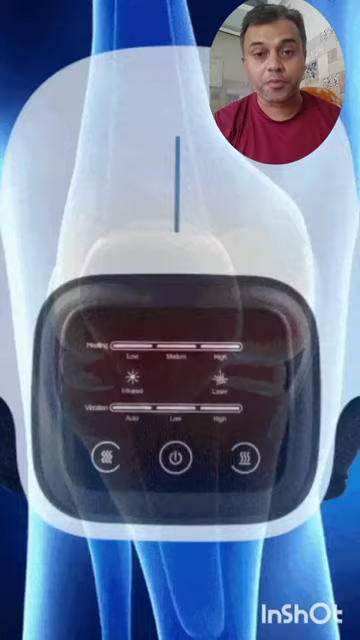 Heating
Low Medium High
Infrared Laser
Vibration
Auto Low High
InShOt